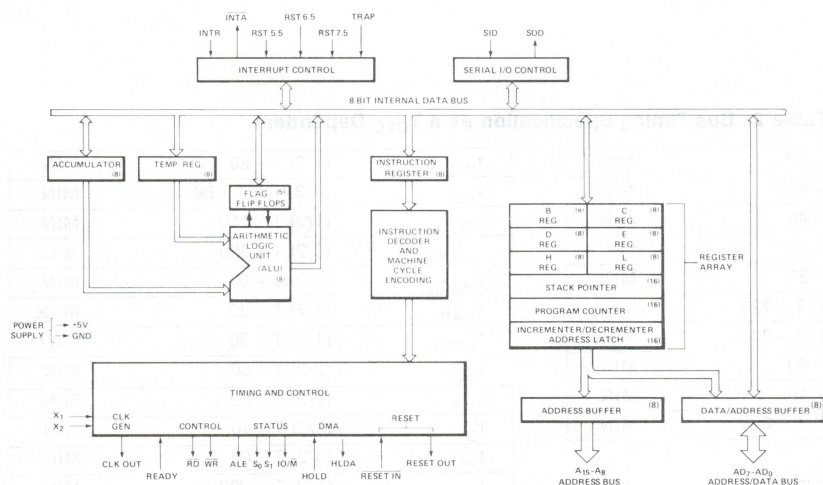 INTR
INTA
RST 5.5
RST 6.5
RST 7.5
TRAP
SID
SOD
INTERRUPT CONTROL
SERIAL I/O CONTROL
8 BIT INTERNAL DATA BUS
ACCUMULATOR (8)
TEMP REG. (8)
FLAG (5)
FLIP FLOPS
ARITHMETIC
LOGIC
UNIT
(ALU)
(8)
INSTRUCTION
REGISTER (8)
INSTRUCTION
DECODER
AND
MACHINE
CYCLE
ENCODING
B REG. (8)
C REG. (8)
D REG. (8)
E REG. (8)
H REG. (8)
L REG. (8)
STACK POINTER (16)
PROGRAM COUNTER (16)
INCREMENTER/DECREMENTER
ADDRESS LATCH (16)
REGISTER
ARRAY
POWER
SUPPLY
+5V
GND
TIMING AND CONTROL
X1
X2
CLK
GEN
CONTROL
STATUS
DMA
RESET
CLK OUT
READY
RD
WR
ALE
S0
S1
IO/M
HOLD
HLDA
RESET IN
RESET OUT
ADDRESS BUFFER (8)
DATA/ADDRESS BUFFER (8)
A15-A8
ADDRESS BUS
AD7-AD0
ADDRESS/DATA BUS